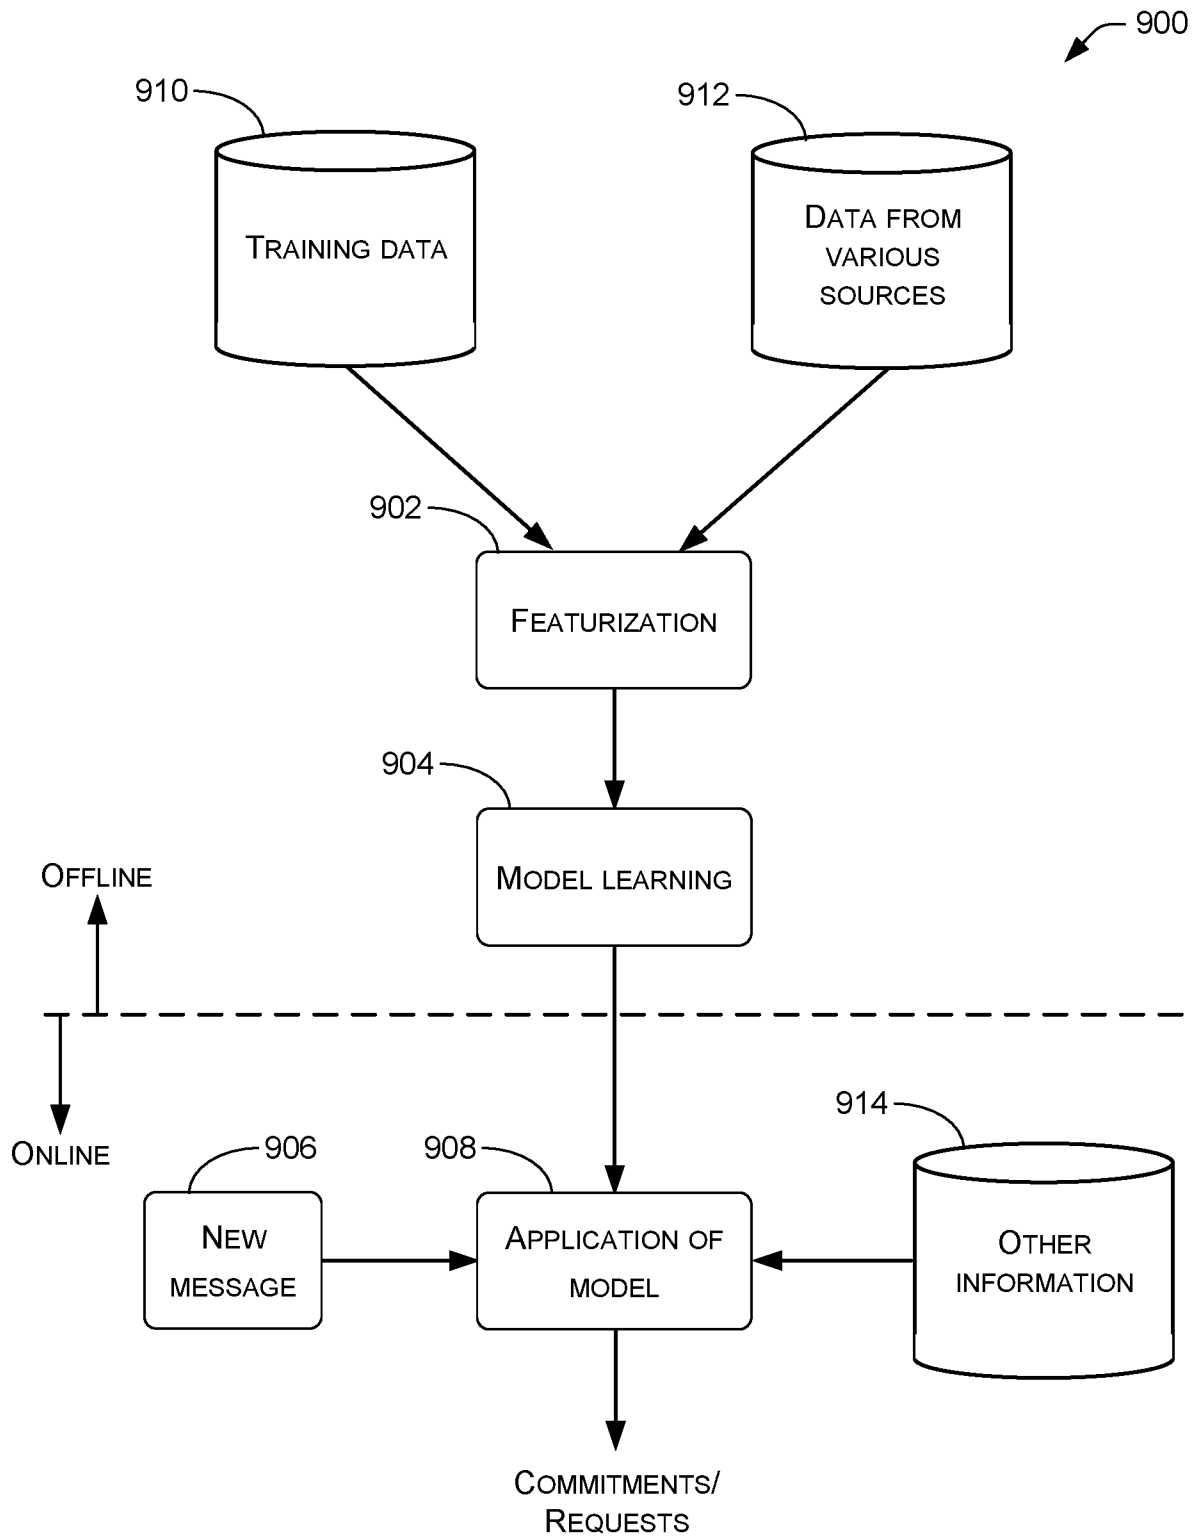 900
910
912
TRAINING DATA
DATA FROM
VARIOUS
SOURCES
902
FEATURIZATION
904
MODEL LEARNING
OFFLINE
ONLINE
906
908
914
NEW
MESSAGE
APPLICATION OF
MODEL
OTHER
INFORMATION
COMMITMENTS/
REQUESTS